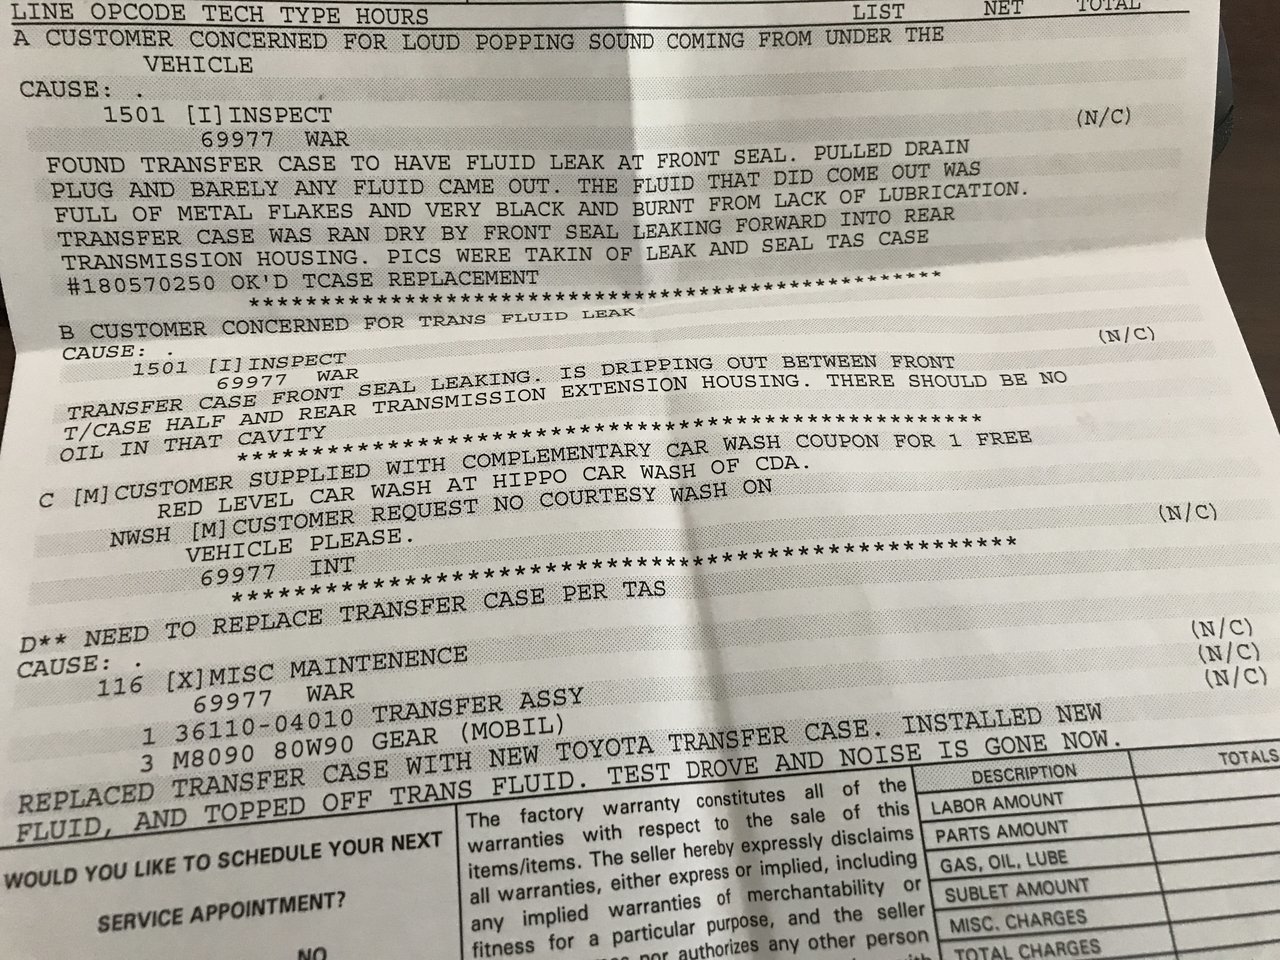 LINE OPCODE TECH TYPE HOURS LIST NET TOTAL
A CUSTOMER CONCERNED FOR LOUD POPPING SOUND COMING FROM UNDER THE
VEHICLE
CAUSE: .
1501 [I]INSPECT
69977 WAR (N/C)
FOUND TRANSFER CASE TO HAVE FLUID LEAK AT FRONT SEAL. PULLED DRAIN
PLUG AND BARELY ANY FLUID CAME OUT. THE FLUID THAT DID COME OUT WAS
FULL OF METAL FLAKES AND VERY BLACK AND BURNT FROM LACK OF LUBRICATION.
TRANSFER CASE WAS RAN DRY BY FRONT SEAL LEAKING FORWARD INTO REAR
TRANSMISSION HOUSING. PICS WERE TAKIN OF LEAK AND SEAL TAS CASE
#180570250 OK'D TCASE REPLACEMENT
****************************************************
B CUSTOMER CONCERNED FOR TRANS FLUID LEAK
CAUSE: .
1501 [I]INSPECT
69977 WAR (N/C)
TRANSFER CASE FRONT SEAL LEAKING. IS DRIPPING OUT BETWEEN FRONT
T/CASE HALF AND REAR TRANSMISSION EXTENSION HOUSING. THERE SHOULD BE NO
OIL IN THAT CAVITY
****************************************************
C [M]CUSTOMER SUPPLIED WITH COMPLEMENTARY CAR WASH COUPON FOR 1 FREE
RED LEVEL CAR WASH AT HIPPO CAR WASH OF CDA.
NWSH [M]CUSTOMER REQUEST NO COURTESY WASH ON
VEHICLE PLEASE.
69977 INT (N/C)
****************************************************
D** NEED TO REPLACE TRANSFER CASE PER TAS
CAUSE: .
116 [X]MISC MAINTENENCE
69977 WAR (N/C)
1 36110-04010 TRANSFER ASSY (N/C)
3 M8090 80W90 GEAR (MOBIL) (N/C)
REPLACED TRANSFER CASE WITH NEW TOYOTA TRANSFER CASE. INSTALLED NEW
FLUID, AND TOPPED OFF TRANS FLUID. TEST DROVE AND NOISE IS GONE NOW.
WOULD YOU LIKE TO SCHEDULE YOUR NEXT
SERVICE APPOINTMENT?
NO
The factory warranty constitutes all of the
warranties with respect to the sale of this
items/items. The seller hereby expressly disclaims
all warranties, either express or implied, including
any implied warranties of merchantability or
fitness for a particular purpose, and the seller
nor authorizes any other person
DESCRIPTION TOTALS
LABOR AMOUNT
PARTS AMOUNT
GAS, OIL, LUBE
SUBLET AMOUNT
MISC. CHARGES
TOTAL CHARGES